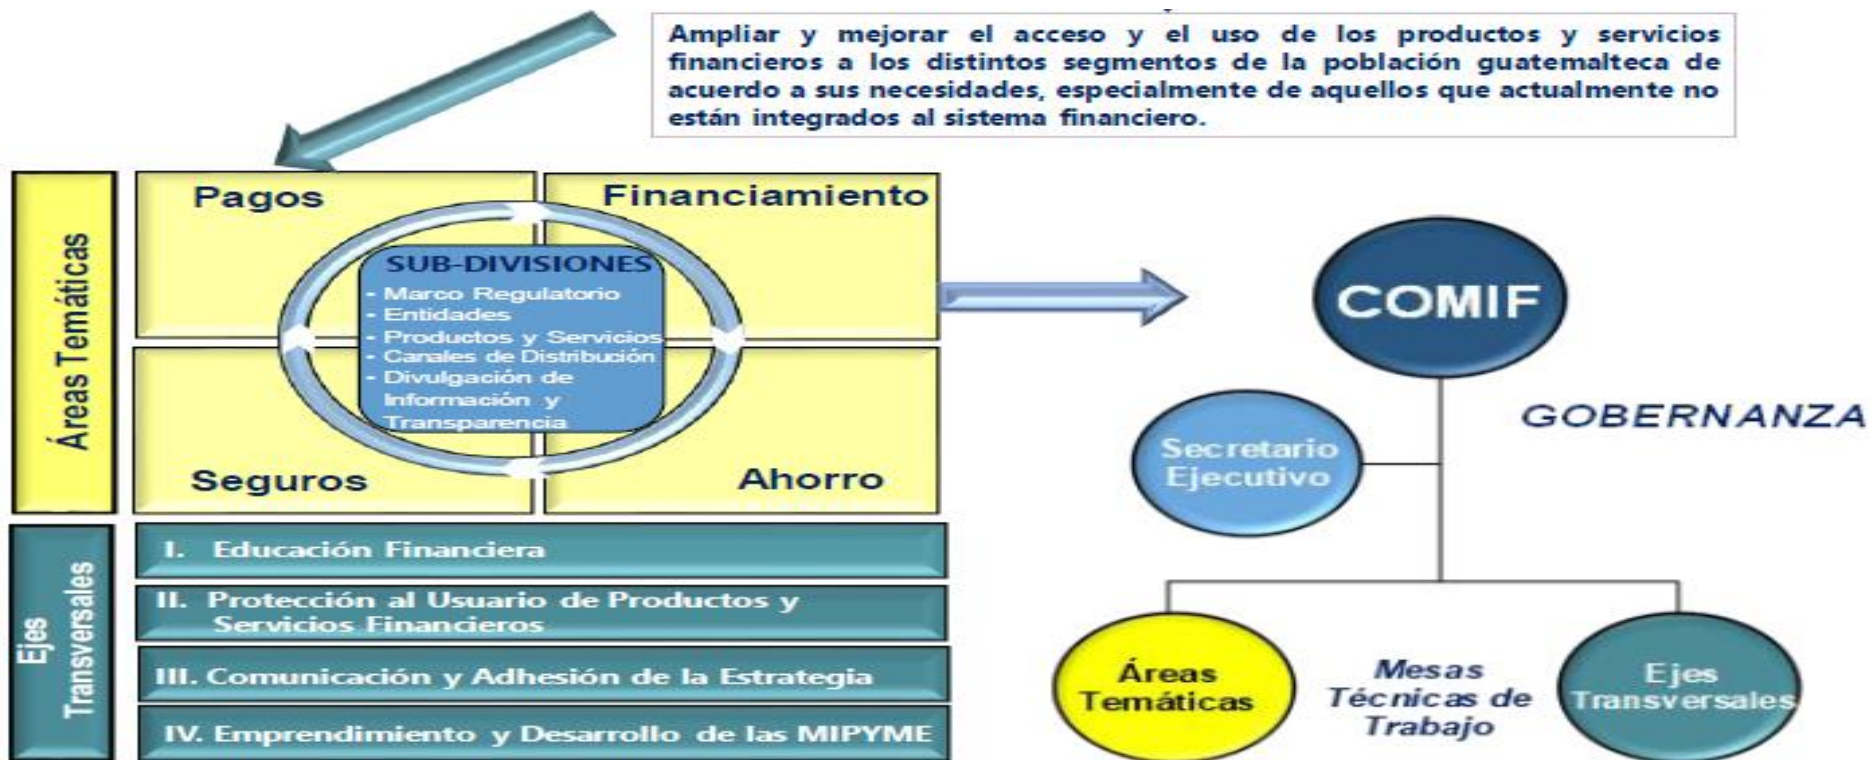 Ampliar y mejorar el acceso y el uso de los productos y servicios
financieros a los distintos segmentos de la población guatemalteca de
acuerdo a sus necesidades, especialmente de aquellos que actualmente no
están integrados al sistema financiero.
Áreas Temáticas
Pagos
Financiamiento
SUB-DIVISIONES
- Marco Regulatorio
- Entidades
- Productos y Servicios
- Canales de Distribución
- Divulgación de
Información y
Transparencia
Seguros
Ahorro
Ejes
Transversales
I. Educación Financiera
II. Protección al Usuario de Productos y
Servicios Financieros
III. Comunicación y Adhesión de la Estrategia
IV. Emprendimiento y Desarrollo de las MIPYME
COMIF
GOBERNANZA
Secretario
Ejecutivo
Áreas
Temáticas
Mesas
Técnicas de
Trabajo
Ejes
Transversales